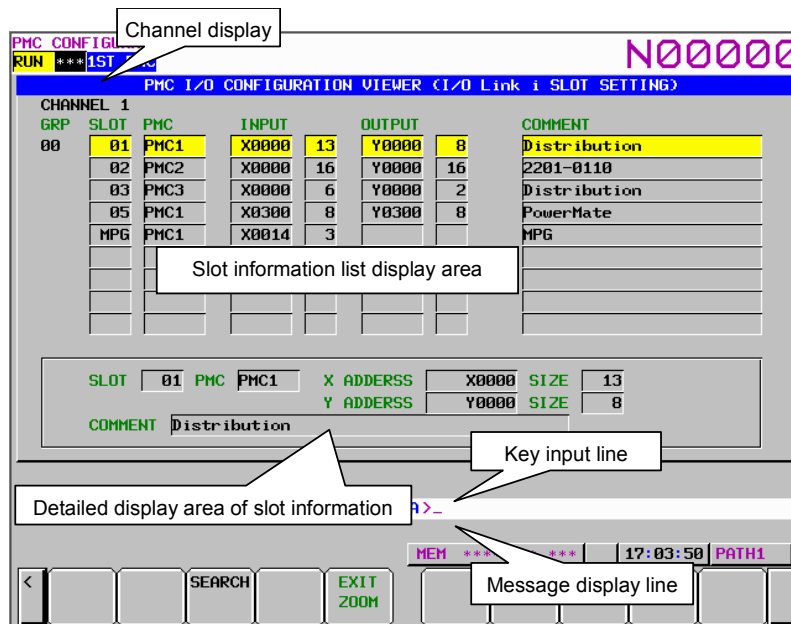 Channel display
PMC CONFIGU
RUN *** 1ST
N00000
PMC I/O CONFIGURATION VIEWER (I/O Link i SLOT SETTING)
CHANNEL 1
GRP SLOT PMC INPUT OUTPUT COMMENT
00 01 PMC1 X0000 13 Y0000 8 Distribution
02 PMC2 X0000 16 Y0000 16 2201-0110
03 PMC3 X0000 6 Y0000 2 Distribution
05 PMC1 X0300 8 Y0300 8 PowerMate
MPG PMC1 X0014 3 MPG
Slot information list display area
SLOT 01 PMC PMC1 X ADDERSS X0000 SIZE 13
Y ADDERSS Y0000 SIZE 8
COMMENT Distribution
Key input line
Detailed display area of slot information
A>_
MEM *** *** 17:03:50 PATH1
Message display line
< SEARCH EXIT ZOOM